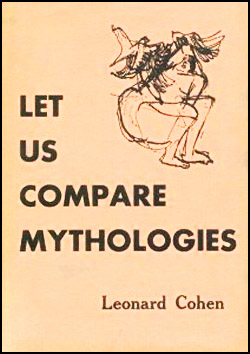 LET
US
COMPARE
MYTHOLOGIES
Leonard Cohen